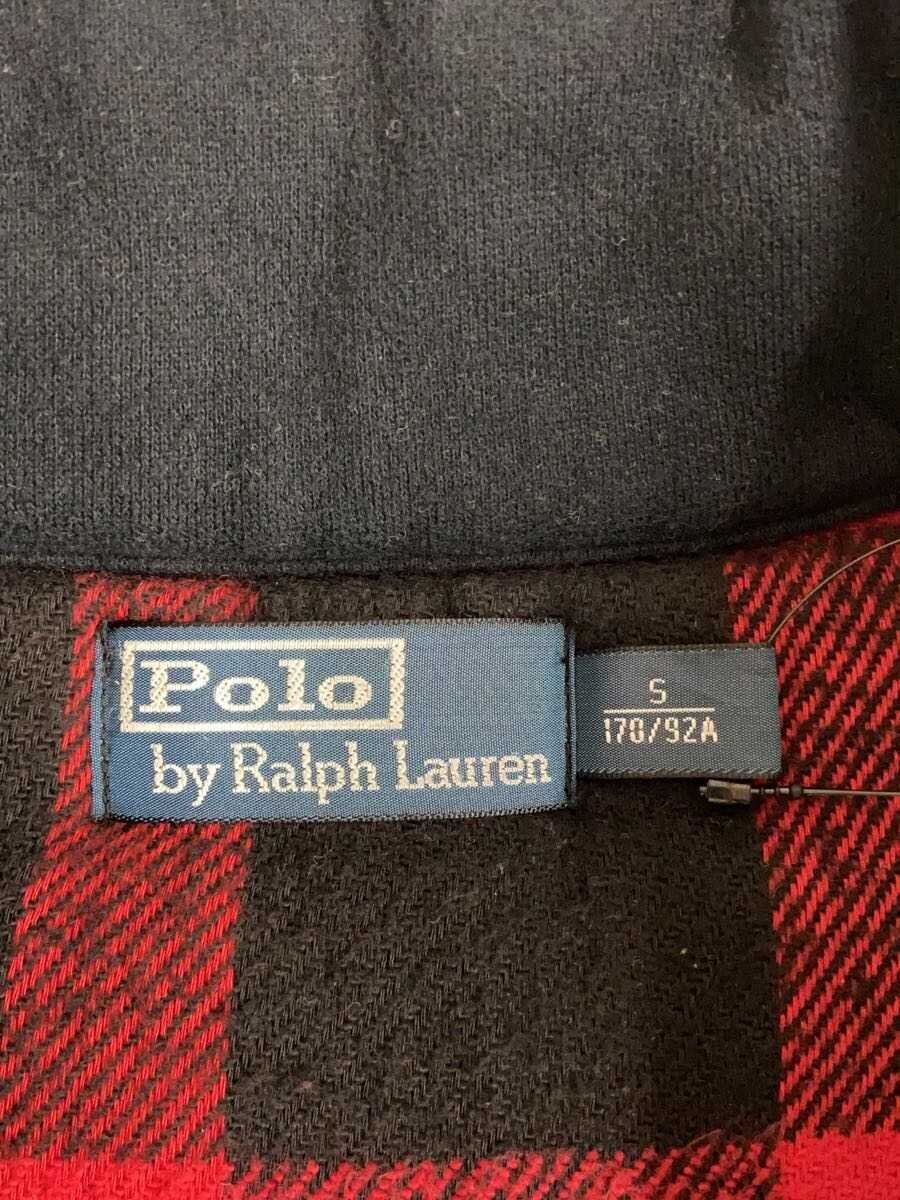 Polo
by Ralph Lauren
S
170/92A